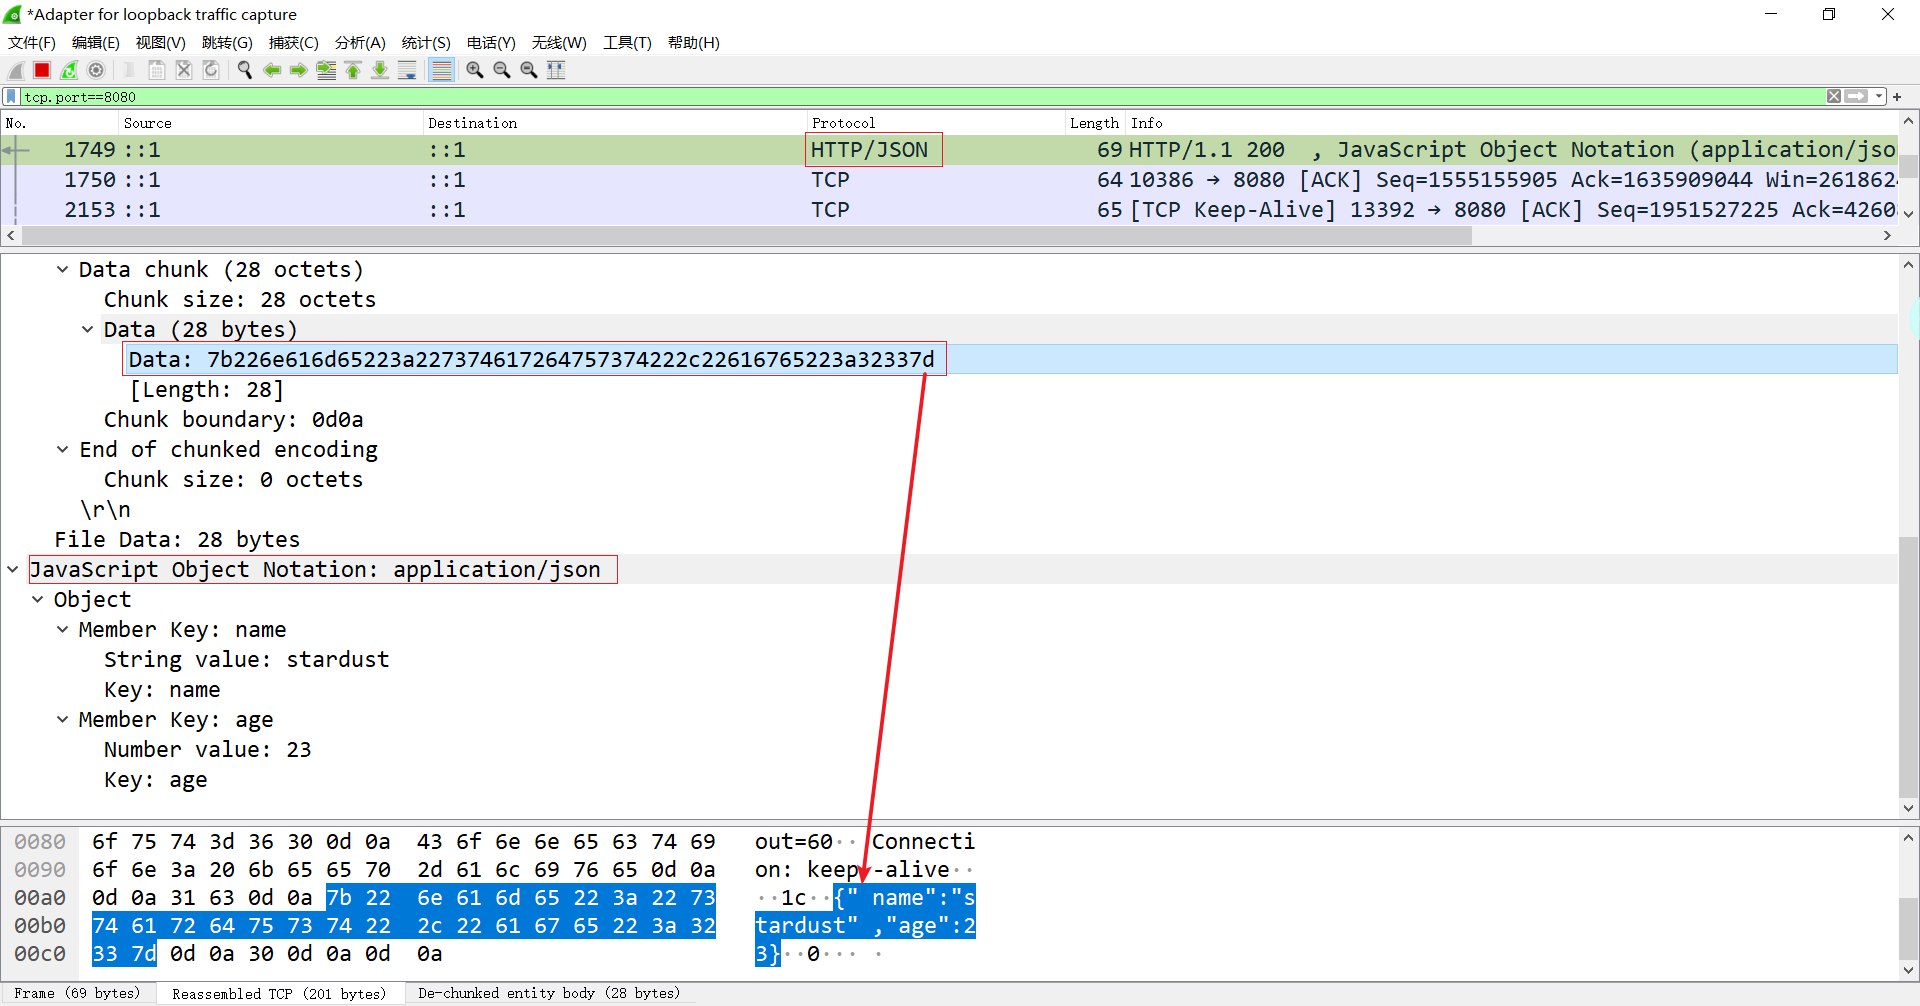 *Adapter for loopback traffic capture
文件(F) 编辑(E) 视图(V) 跳转(G) 捕获(C) 分析(A) 统计(S) 电话(Y) 无线(W) 工具(T) 帮助(H)
tcp.port==8080
No. Source Destination Protocol Length Info
1749 ::1 ::1 HTTP/JSON 69 HTTP/1.1 200 , JavaScript Object Notation (application/jso
1750 ::1 ::1 TCP 64 10386 → 8080 [ACK] Seq=1555155905 Ack=1635909044 Win=261862
2153 ::1 ::1 TCP 65 [TCP Keep-Alive] 13392 → 8080 [ACK] Seq=1951527225 Ack=4260
Data chunk (28 octets)
Chunk size: 28 octets
Data (28 bytes)
Data: 7b226e616d65223a227374617264757374222c22616765223a32337d
[Length: 28]
Chunk boundary: 0d0a
End of chunked encoding
Chunk size: 0 octets
\r\n
File Data: 28 bytes
JavaScript Object Notation: application/json
Object
Member Key: name
String value: stardust
Key: name
Member Key: age
Number value: 23
Key: age
0080 6f 75 74 3d 36 30 0d 0a 43 6f 6e 6e 65 63 74 69 out=60·· Connecti
0090 6f 6e 3a 20 6b 65 65 70 2d 61 6c 69 76 65 0d 0a on: keep-alive··
00a0 0d 0a 31 63 0d 0a 7b 22 6e 61 6d 65 22 3a 22 73 ··1c··{" name":"s
00b0 74 61 72 64 75 73 74 22 2c 22 61 67 65 22 3a 32 tardust" ,"age":2
00c0 33 7d 0d 0a 30 0d 0a 0d 0a 3}··0··· ·
Frame (69 bytes) Reassembled TCP (201 bytes) De-chunked entity body (28 bytes)